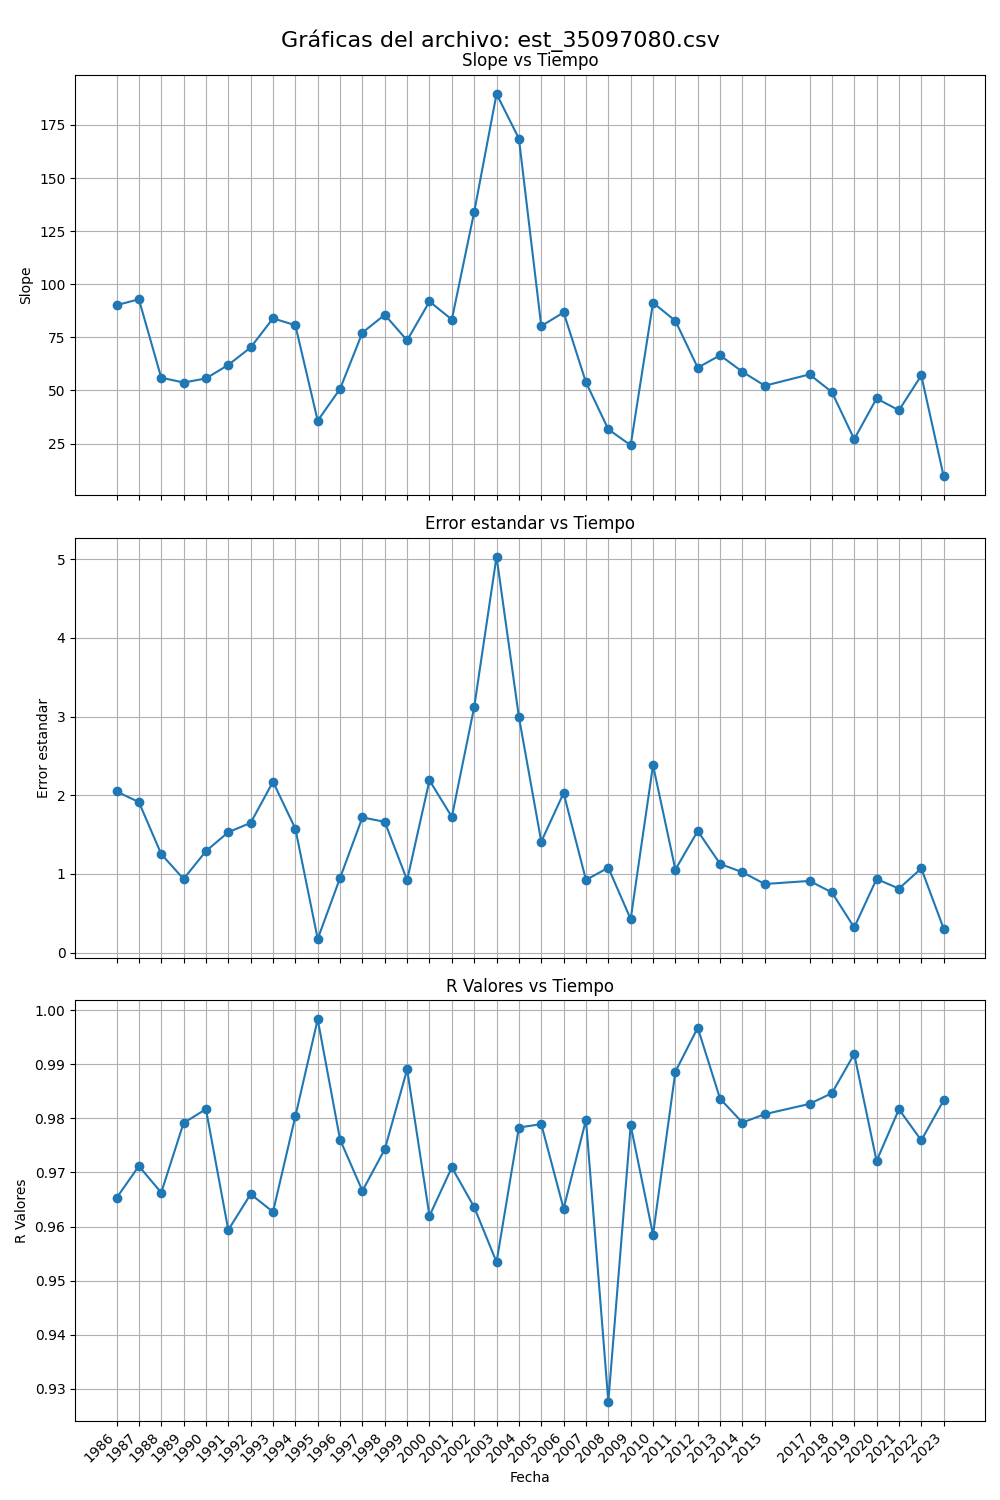 Gráficas del archivo: est_35097080.csv
Slope vs Tiempo
175
150
125
100
75
50
25
Slope
Error estandar vs Tiempo
5
4
3
2
1
0
Error estandar
R Valores vs Tiempo
1.00
0.99
0.98
0.97
0.96
0.95
0.94
0.93
R Valores
1986 1987 1988 1989 1990 1991 1992 1993 1994 1995 1996 1997 1998 1999 2000 2001 2002 2003 2004 2005 2006 2007 2008 2009 2010 2011 2012 2013 2014 2015 2017 2018 2019 2020 2021 2022 2023
Fecha